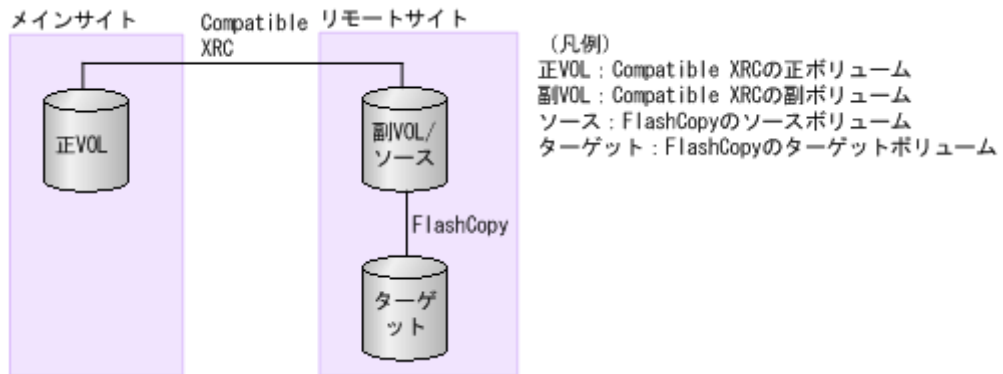 メインサイト
Compatible
XRC
リモートサイト
正VOL
副VOL/
ソース
FlashCopy
ターゲ
ット
（凡例）
正VOL：Compatible XRCの正ボリューム
副VOL：Compatible XRCの副ボリューム
ソース：FlashCopyのソースボリューム
ターゲット：FlashCopyのターゲットボリューム